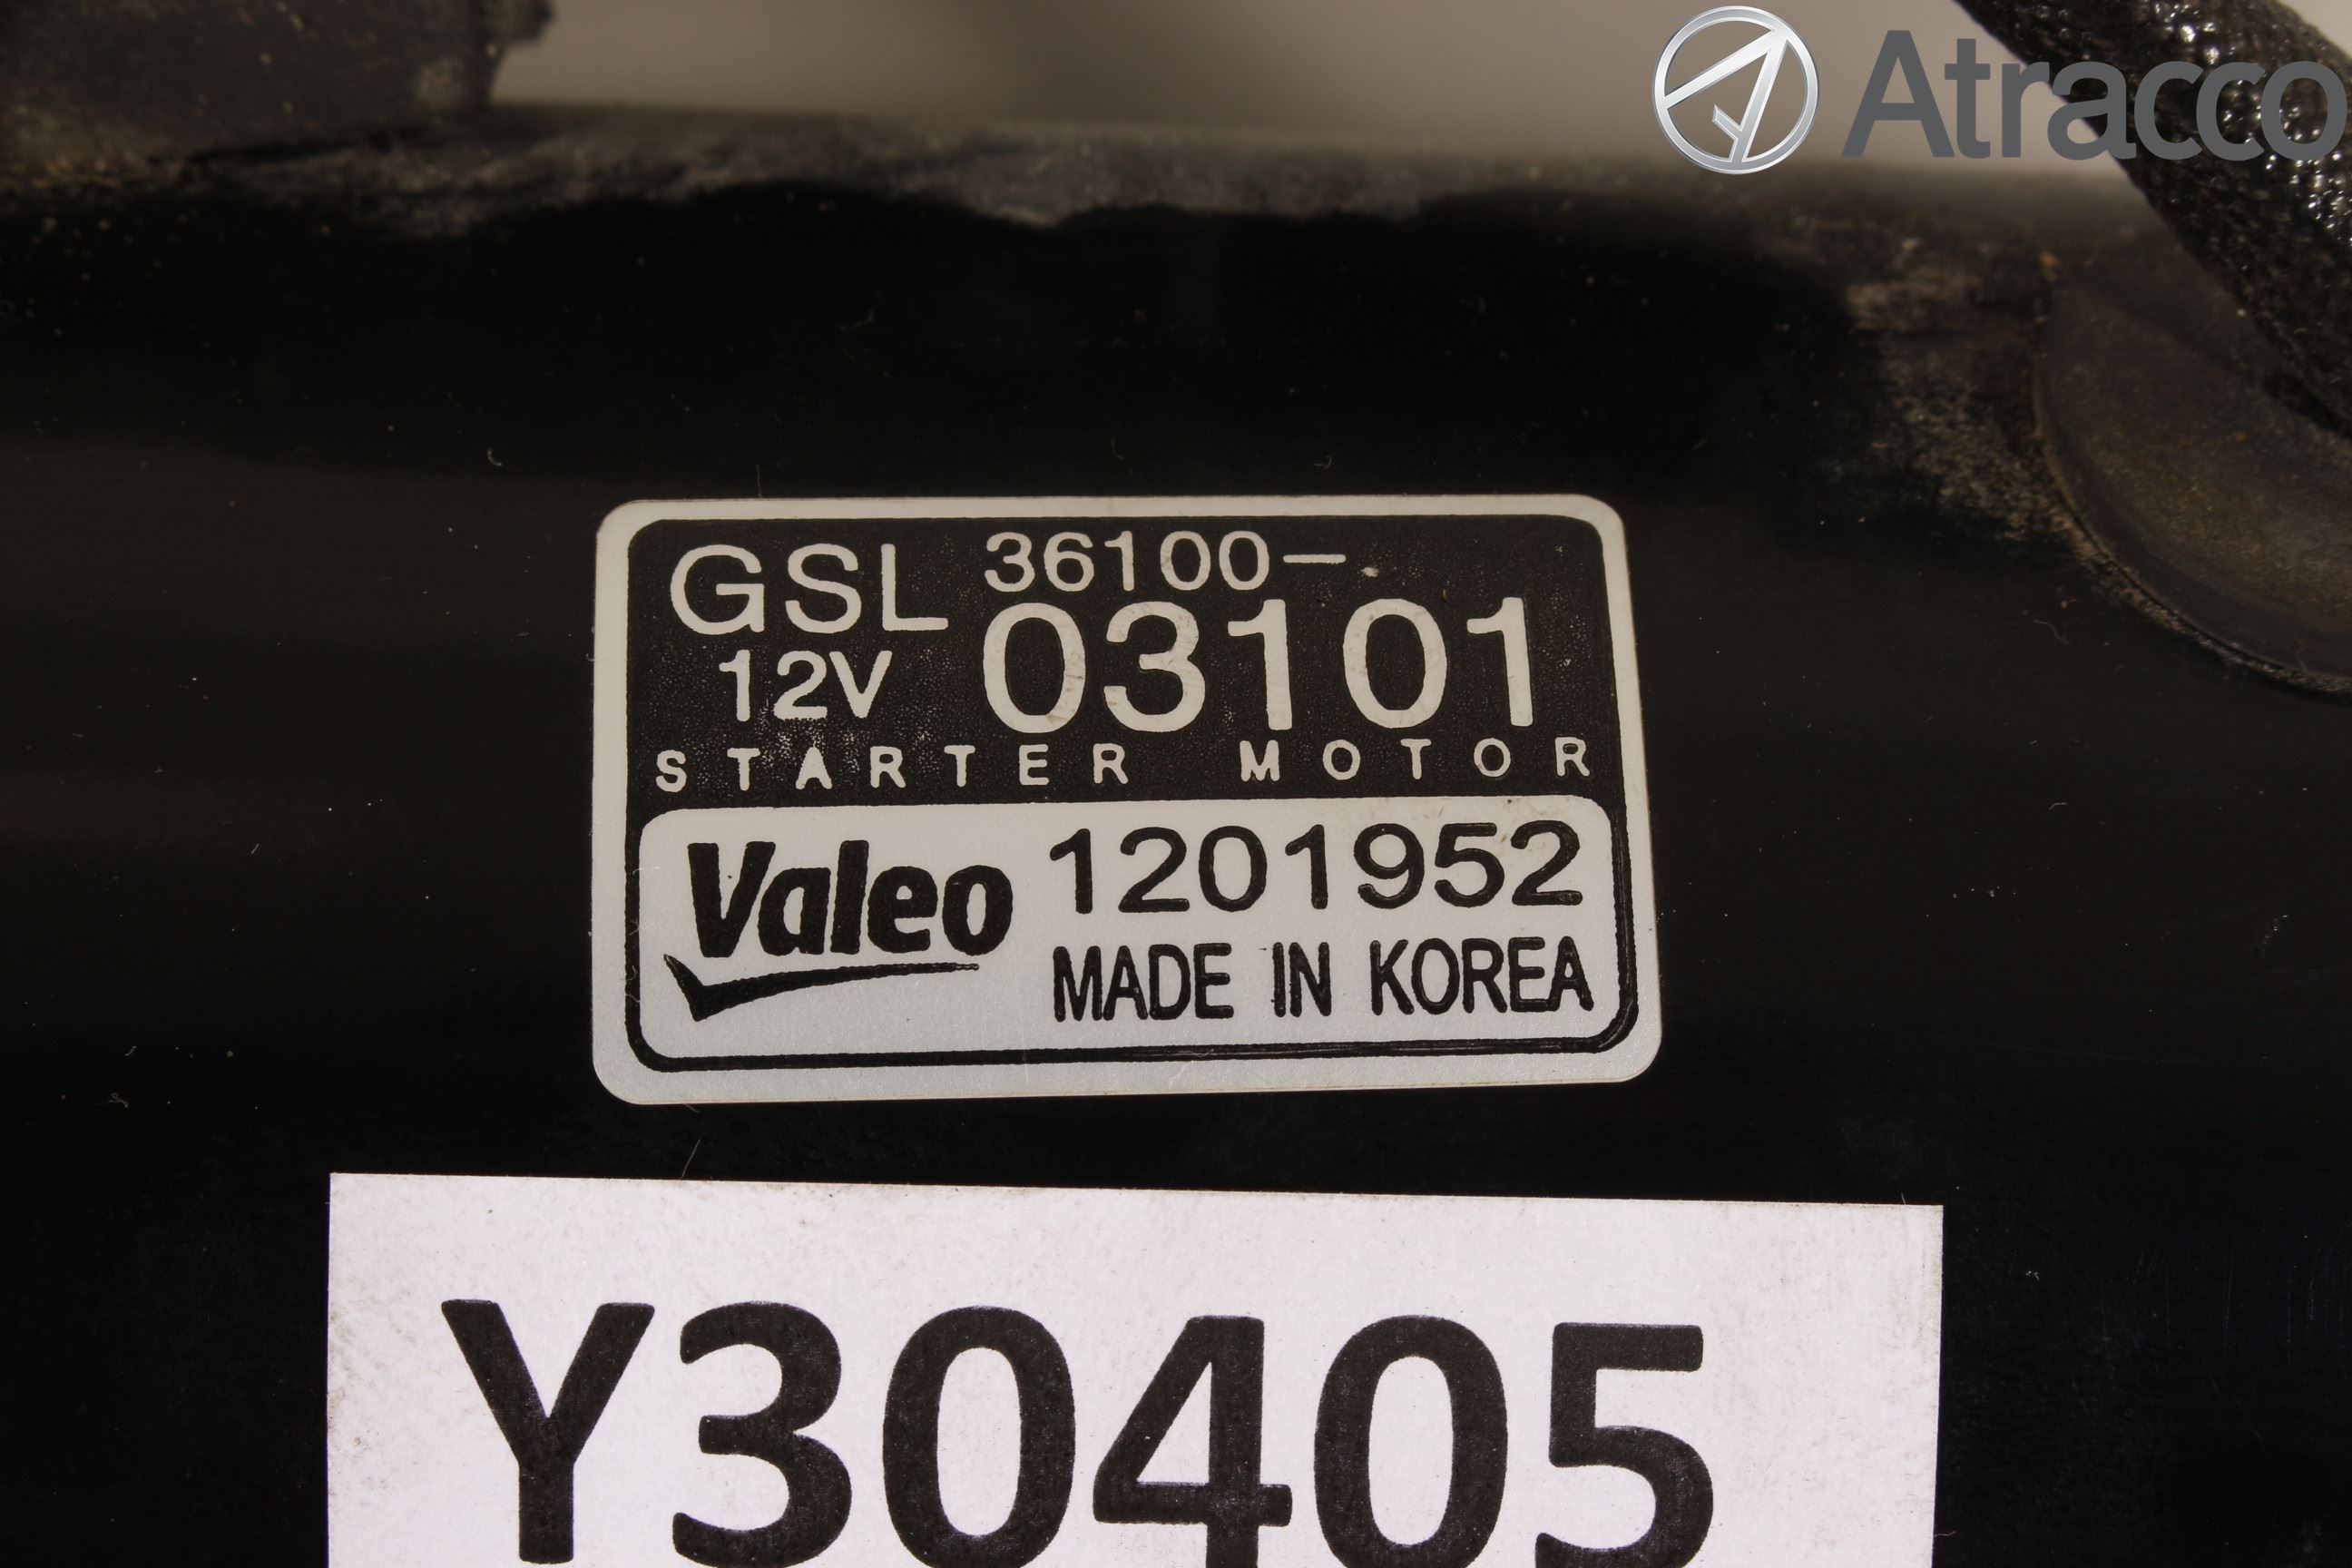 Atracco
GSL 36100-
12V 03101
STARTER MOTOR
Valeo 1201952
MADE IN KOREA
Y30405